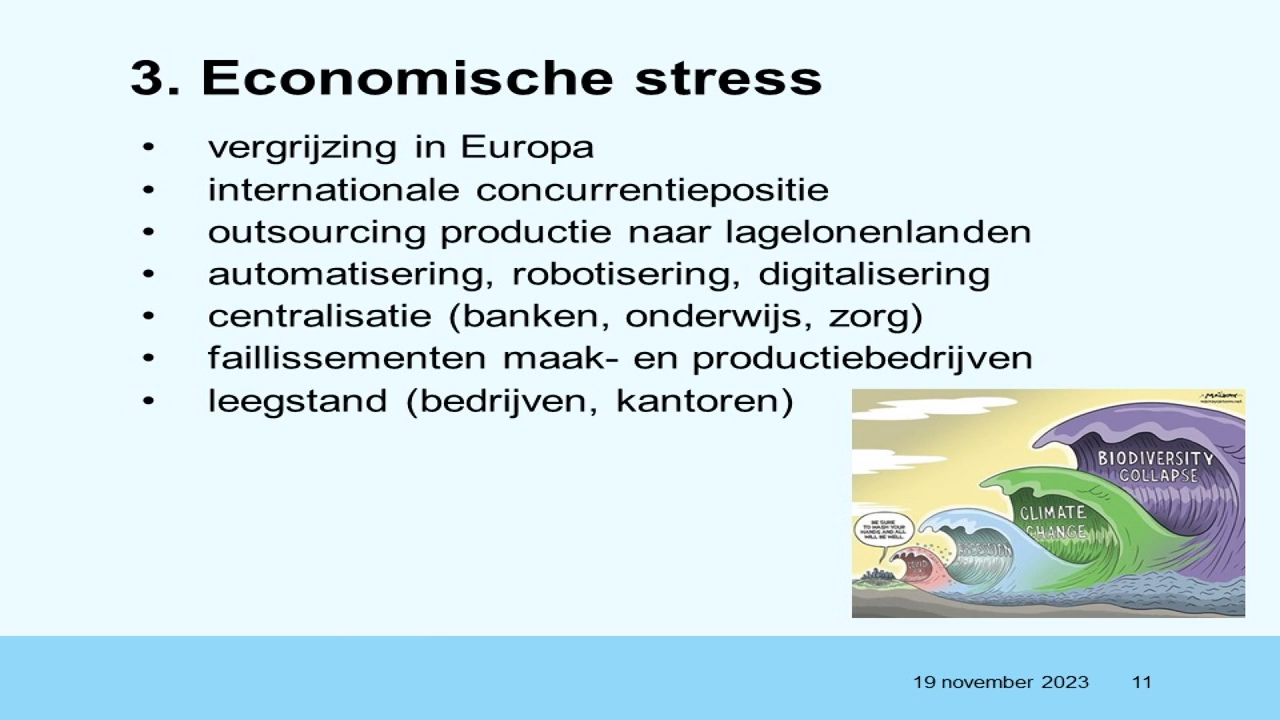 3. Economische stress
• vergrijzing in Europa
• internationale concurrentiepositie
• outsourcing productie naar lagelonenlanden
• automatisering, robotisering, digitalisering
• centralisatie (banken, onderwijs, zorg)
• faillissementen maak- en productiebedrijven
• leegstand (bedrijven, kantoren)
BIODIVERSITY
COLLAPSE
CLIMATE
CHANGE
BE SURE
TO WASH YOUR
HANDS AND ALL
WILL BE WELL.
RECESSION
COVID
19 november 2023 11